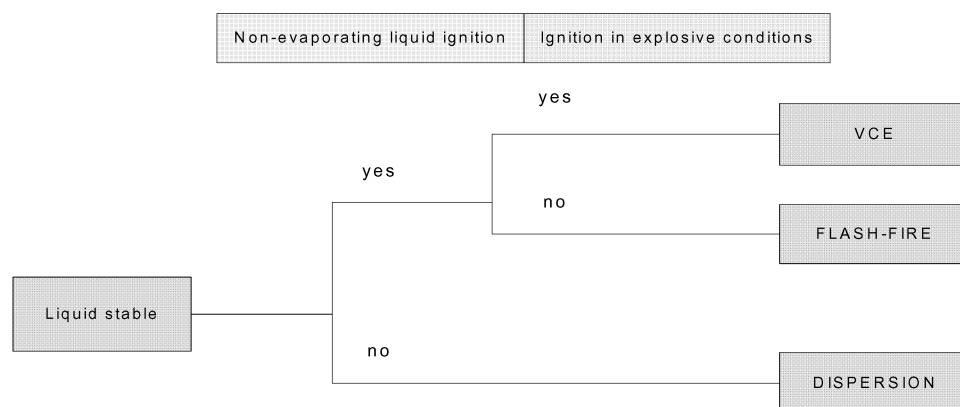 Non-evaporating liquid ignition
Ignition in explosive conditions
yes
VCE
yes
no
FLASH-FIRE
Liquid stable
no
DISPERSION